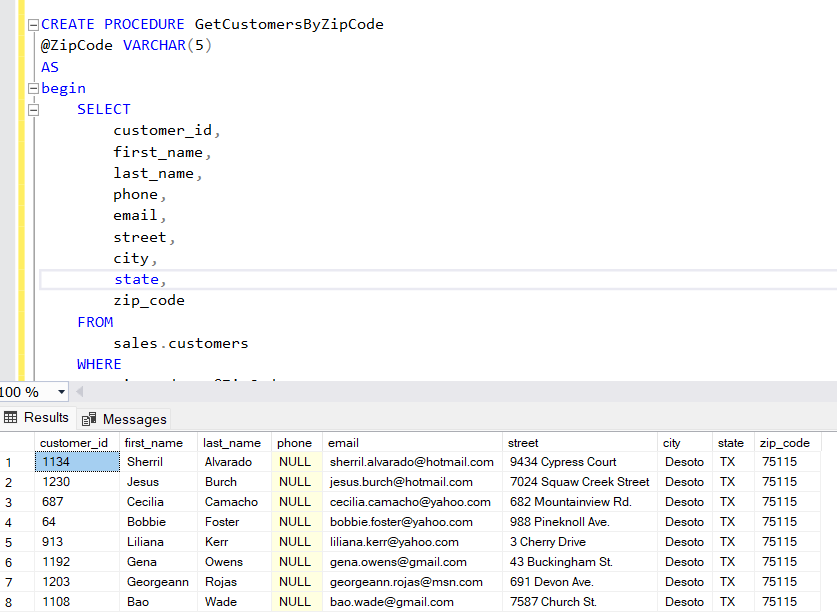 CREATE PROCEDURE GetCustomersByZipCode
@ZipCode VARCHAR(5)
AS
begin
SELECT
customer_id,
first_name,
last_name,
phone,
email,
street,
city,
state,
zip_code
FROM
sales.customers
WHERE
100 %
Results Messages
customer_id first_name last_name phone email street city state zip_code
1 1134 Sherril Alvarado NULL sherril.alvarado@hotmail.com 9434 Cypress Court Desoto TX 75115
2 1230 Jesus Burch NULL jesus.burch@hotmail.com 7024 Squaw Creek Street Desoto TX 75115
3 687 Cecilia Camacho NULL cecilia.camacho@yahoo.com 682 Mountainview Rd. Desoto TX 75115
4 64 Bobbie Foster NULL bobbie.foster@yahoo.com 988 Pineknoll Ave. Desoto TX 75115
5 913 Liliana Kerr NULL liliana.kerr@yahoo.com 3 Cherry Drive Desoto TX 75115
6 1192 Gena Owens NULL gena.owens@gmail.com 43 Buckingham St. Desoto TX 75115
7 1203 Georgeann Rojas NULL georgeann.rojas@msn.com 691 Devon Ave. Desoto TX 75115
8 1108 Bao Wade NULL bao.wade@gmail.com 7587 Church St. Desoto TX 75115